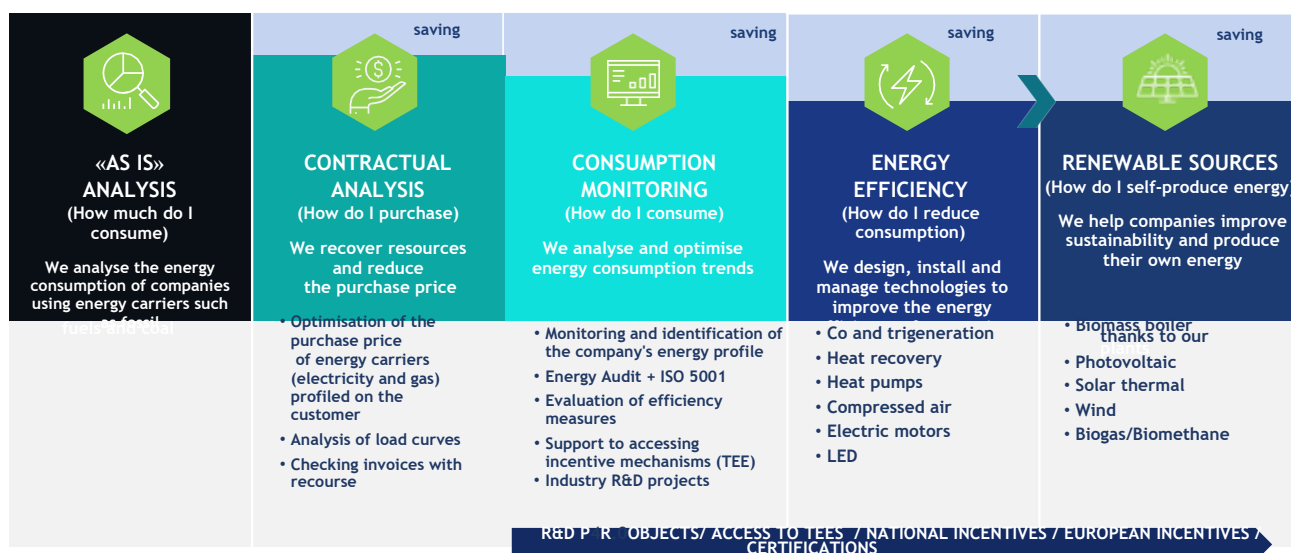 saving
saving
saving
saving
«AS IS»
ANALYSIS
(How much do I
consume)
We analyse the energy
consumption of companies
using energy carriers such
as fossil
fuels and coal
CONTRACTUAL
ANALYSIS
(How do I purchase)
We recover resources
and reduce
the purchase price
• Optimisation of the
purchase price
of energy carriers
(electricity and gas)
profiled on the
customer
• Analysis of load curves
• Checking invoices with
recourse
CONSUMPTION
MONITORING
(How do I consume)
We analyse and optimise
energy consumption trends
• Monitoring and identification of
the company's energy profile
• Energy Audit + ISO 5001
• Evaluation of efficiency
measures
• Support to accessing
incentive mechanisms (TEE)
• Industry R&D projects
ENERGY
EFFICIENCY
(How do I reduce
consumption)
We design, install and
manage technologies to
improve the energy
• Co and trigeneration
• Heat recovery
• Heat pumps
• Compressed air
• Electric motors
• LED
RENEWABLE SOURCES
(How do I self-produce energy)
We help companies improve
sustainability and produce
their own energy
• Biomass boiler
thanks to our
plants
• Photovoltaic
• Solar thermal
• Wind
• Biogas/Biomethane
R&D P R OBJECTS/ ACCESS TO TEES / NATIONAL INCENTIVES / EUROPEAN INCENTIVES /
CERTIFICATIONS